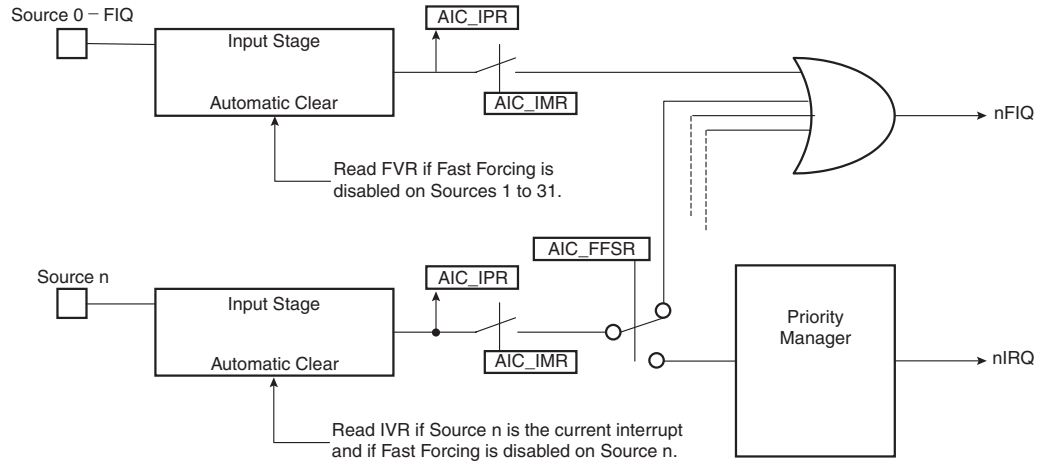 Source 0 – FIQ
AIC_IPR
Input Stage
Automatic Clear
AIC_IMR
nFIQ
Read FVR if Fast Forcing is
disabled on Sources 1 to 31.
AIC_FFSR
Source n
AIC_IPR
Input Stage
Priority
Manager
Automatic Clear
AIC_IMR
nIRQ
Read IVR if Source n is the current interrupt
and if Fast Forcing is disabled on Source n.